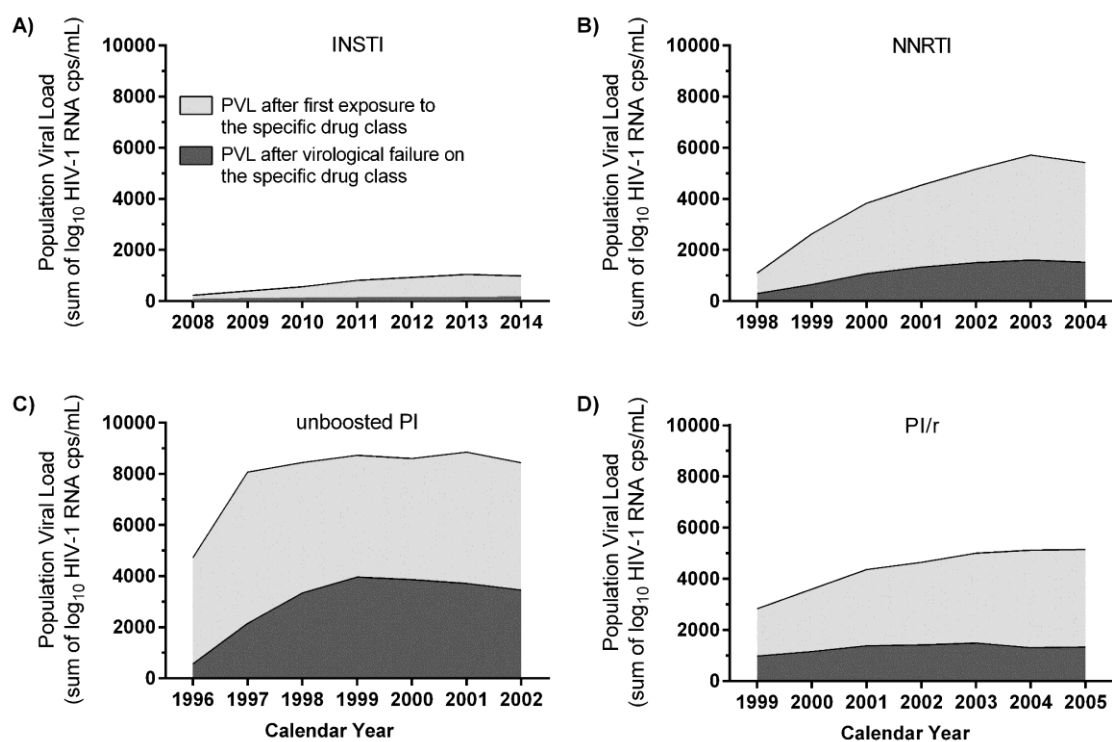 A)
INSTI
Population Viral Load
(sum of log10 HIV-1 RNA cps/mL)
10000
8000
6000
4000
2000
0
PVL after first exposure to
the specific drug class
PVL after virological failure on
the specific drug class
2008 2009 2010 2011 2012 2013 2014
B)
NNRTI
Population Viral Load
(sum of log10 HIV-1 RNA cps/mL)
10000
8000
6000
4000
2000
0
1998 1999 2000 2001 2002 2003 2004
C)
unboosted PI
Population Viral Load
(sum of log10 HIV-1 RNA cps/mL)
10000
8000
6000
4000
2000
0
1996 1997 1998 1999 2000 2001 2002
Calendar Year
D)
PI/r
Population Viral Load
(sum of log10 HIV-1 RNA cps/mL)
10000
8000
6000
4000
2000
0
1999 2000 2001 2002 2003 2004 2005
Calendar Year